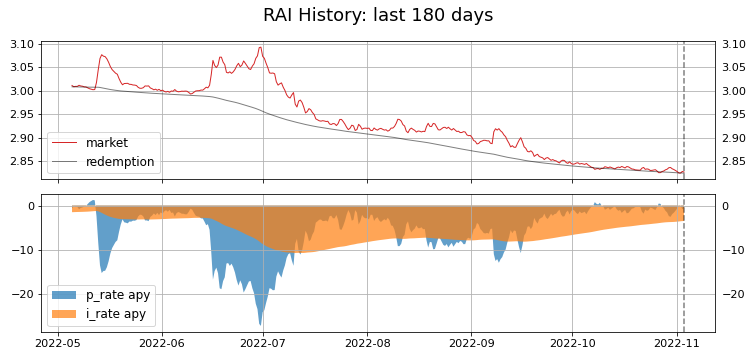 RAI History: last 180 days
3.10 3.10
3.05 3.05
3.00 3.00
2.95 2.95
2.90 2.90
2.85 2.85
market
redemption
0 0
−10 −10
−20 −20
p_rate apy
i_rate apy
2022-05 2022-06 2022-07 2022-08 2022-09 2022-10 2022-11